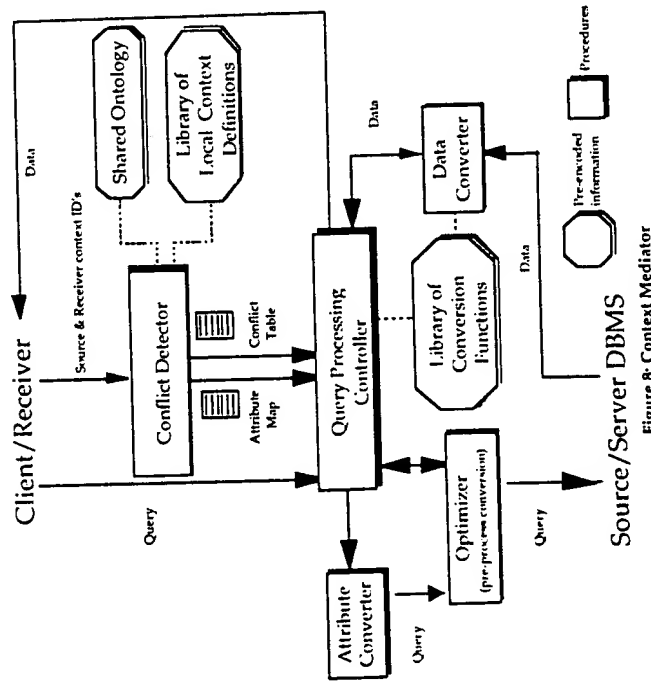 Client/Receiver
Data
Source & Receiver context ID's
Query
Shared Ontology
Library of
Local Context
Definitions
Conflict Detector
Attribute
Map
Conflict
Table
Query Processing
Controller
Data
Attribute
Converter
Query
Optimizer
(pre-process conversion)
Library of
Conversion
Functions
Data
Converter
Query
Data
Source/Server DBMS
Pre-encoded
information
Procedures
Figure 8: Context Mediator